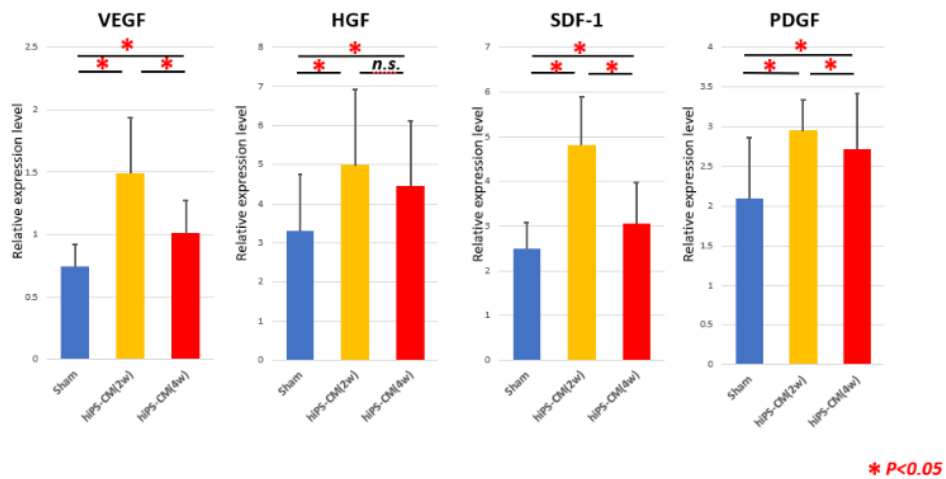 VEGF
2.5
2
1.5
1
0.5
0
Relative expression level
*
* *
Sham
hiPS-CM(2w)
hiPS-CM(4w)
HGF
8
7
6
5
4
3
2
1
0
Relative expression level
*
* n.s.
Sham
hiPS-CM(2w)
hiPS-CM(4w)
SDF-1
7
6
5
4
3
2
1
0
Relative expression level
*
* *
Sham
hiPS-CM(2w)
hiPS-CM(4w)
PDGF
4
3.5
3
2.5
2
1.5
1
0.5
0
Relative expression level
*
* *
Sham
hiPS-CM(2w)
hiPS-CM(4w)
* P<0.05